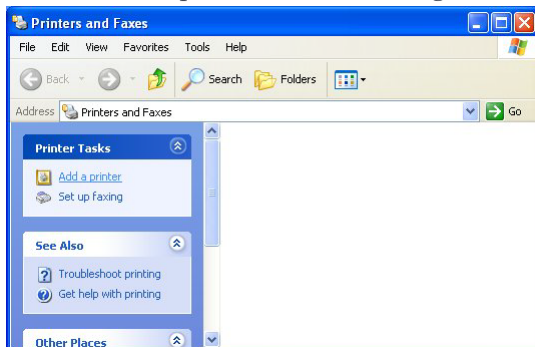 Printers and Faxes
File Edit View Favorites Tools Help
Back Search Folders
Address Printers and Faxes Go
Printer Tasks
Add a printer
Set up faxing
See Also
Troubleshoot printing
Get help with printing
Other Places